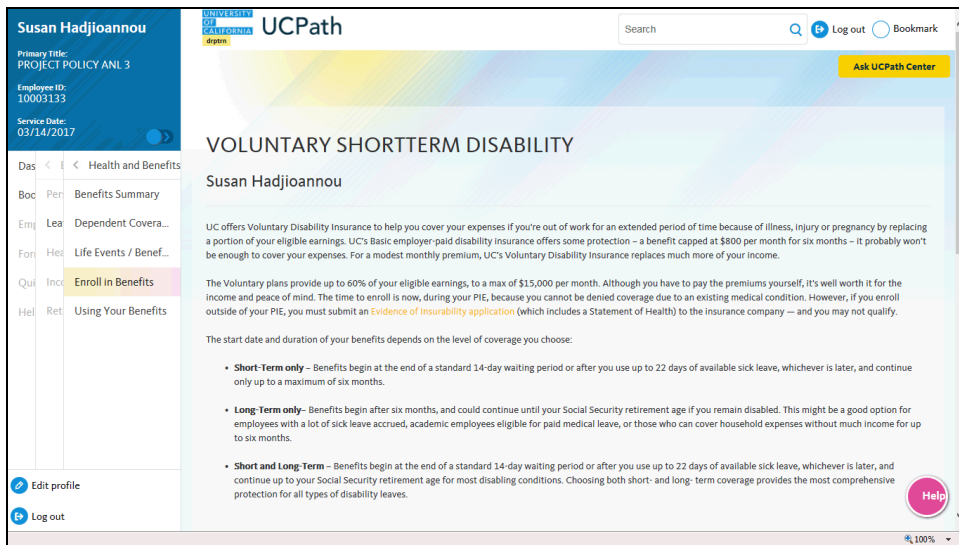 Susan Hadjioannou
Primary Title:
PROJECT POLICY ANL 3
Employee ID:
10003133
Service Date:
03/14/2017
UNIVERSITY
OF
CALIFORNIA
drptrn
UCPath
Search
Log out
Bookmark
Ask UCPath Center
Das
Boo
Emp
For
Qui
Hel
Per
Lea
Hea
Inco
Ret
Health and Benefits
Benefits Summary
Dependent Covera...
Life Events / Benef...
Enroll in Benefits
Using Your Benefits
Edit profile
Log out
VOLUNTARY SHORTTERM DISABILITY
Susan Hadjioannou
UC offers Voluntary Disability Insurance to help you cover your expenses if you're out of work for an extended period of time because of illness, injury or pregnancy by replacing
a portion of your eligible earnings. UC's Basic employer-paid disability insurance offers some protection – a benefit capped at $800 per month for six months – it probably won't
be enough to cover your expenses. For a modest monthly premium, UC's Voluntary Disability Insurance replaces much more of your income.
The Voluntary plans provide up to 60% of your eligible earnings, to a max of $15,000 per month. Although you have to pay the premiums yourself, it's well worth it for the
income and peace of mind. The time to enroll is now, during your PIE, because you cannot be denied coverage due to an existing medical condition. However, if you enroll
outside of your PIE, you must submit an Evidence of Insurability application (which includes a Statement of Health) to the insurance company — and you may not qualify.
The start date and duration of your benefits depends on the level of coverage you choose:
• Short-Term only – Benefits begin at the end of a standard 14-day waiting period or after you use up to 22 days of available sick leave, whichever is later, and continue
only up to a maximum of six months.
• Long-Term only– Benefits begin after six months, and could continue until your Social Security retirement age if you remain disabled. This might be a good option for
employees with a lot of sick leave accrued, academic employees eligible for paid medical leave, or those who can cover household expenses without much income for up
to six months.
• Short and Long-Term – Benefits begin at the end of a standard 14-day waiting period or after you use up to 22 days of available sick leave, whichever is later, and
continue up to your Social Security retirement age for most disabling conditions. Choosing both short- and long- term coverage provides the most comprehensive
protection for all types of disability leaves.
Help
100%